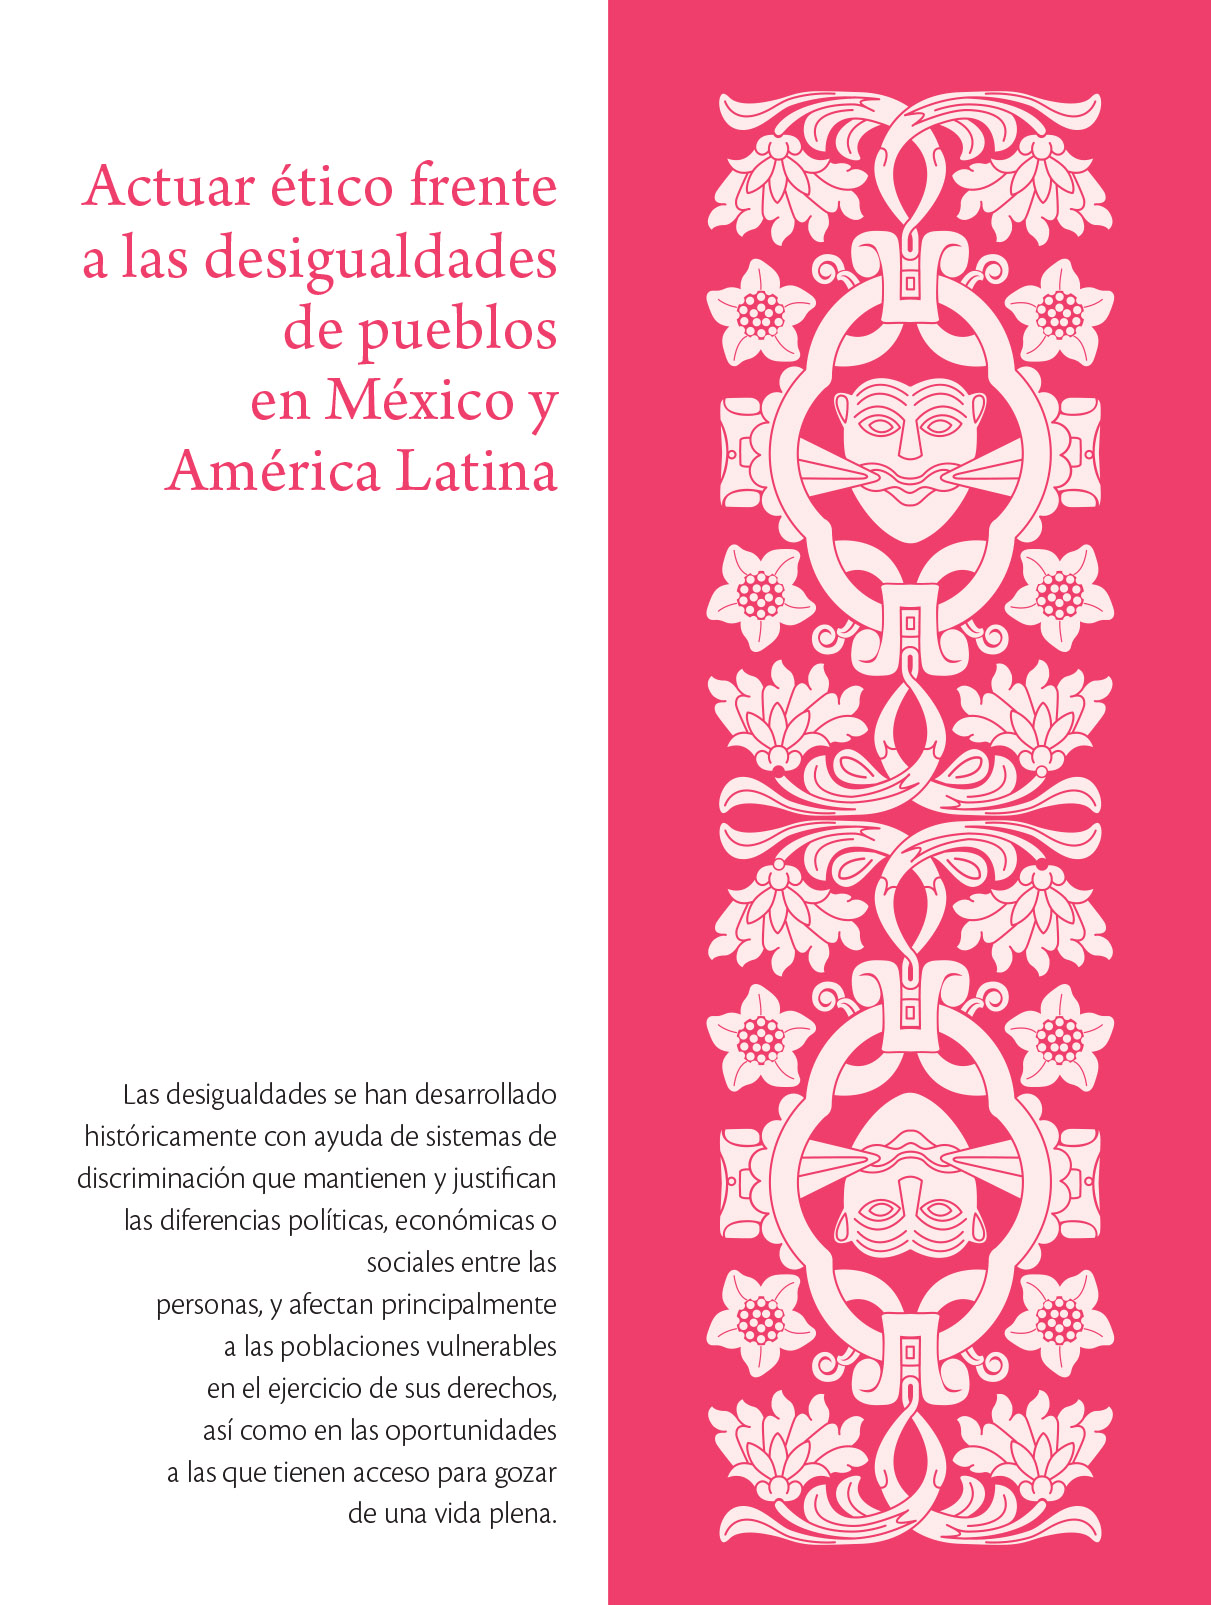 Actuar ético frente
a las desigualdades
de pueblos
en México y
América Latina
Las desigualdades se han desarrollado
históricamente con ayuda de sistemas de
discriminación que mantienen y justifican
las diferencias políticas, económicas o
sociales entre las
personas, y afectan principalmente
a las poblaciones vulnerables
en el ejercicio de sus derechos,
así como en las oportunidades
a las que tienen acceso para gozar
de una vida plena.